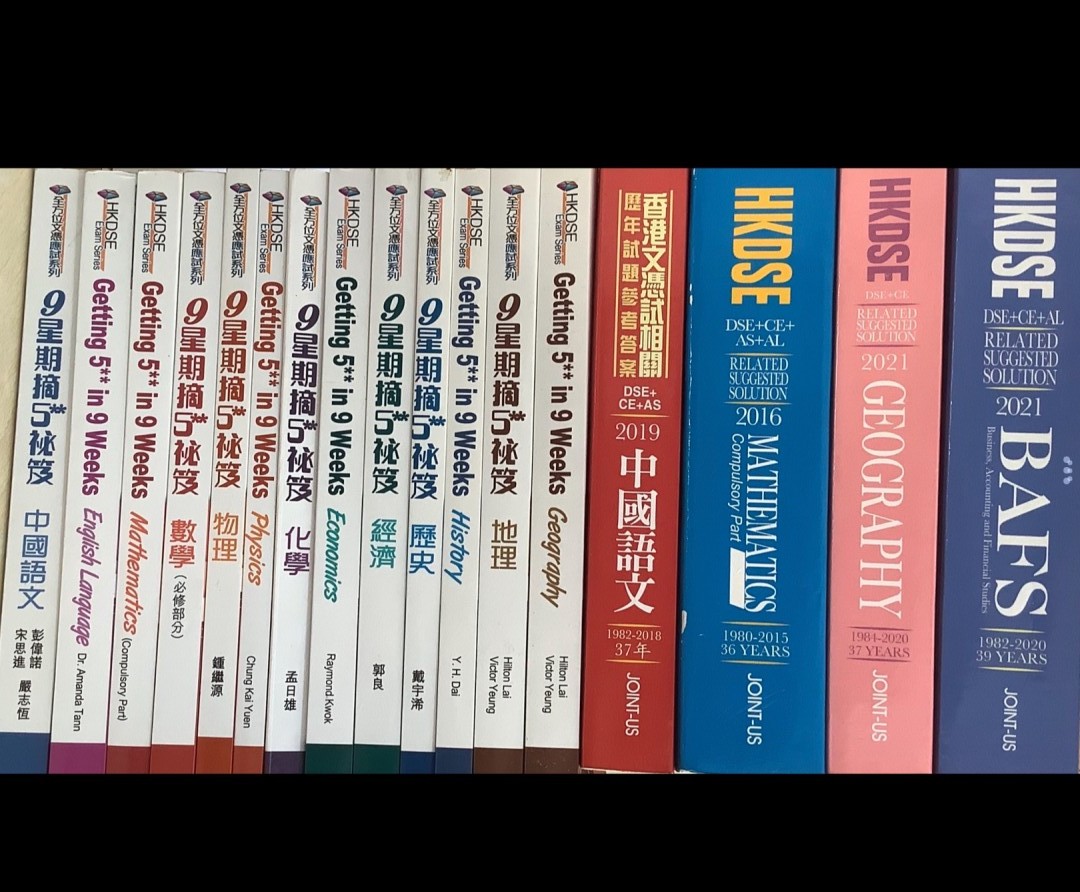 全方位文憑應試系列
9星期摘5**祕笈
中國語文
彭偉諾
宋思進 嚴志恆
HKDSE
Exam Series
Getting 5** in 9 Weeks
English Language
Dr. Amanda Tann
HKDSE
Exam Series
Getting 5** in 9 Weeks
Mathematics
(Compulsory Part)
全方位文憑應試系列
9星期摘5**祕笈
數學
(必修部分)
全方位文憑應試系列
9星期摘5**祕笈
物理
鍾繼源
HKDSE
Exam Series
Getting 5** in 9 Weeks
Physics
Chung Kai Yuen
全方位文憑應試系列
9星期摘5**祕笈
化學
孟日雄
HKDSE
Exam Series
Getting 5** in 9 Weeks
Economics
Raymond Kwok
全方位文憑應試系列
9星期摘5**祕笈
經濟
郭良
全方位文憑應試系列
9星期摘5**祕笈
歷史
戴宇浠
HKDSE
Exam Series
Getting 5** in 9 Weeks
History
Y. H. Dai
全方位文憑應試系列
9星期摘5**祕笈
地理
Hilton Lai
Victor Yeung
HKDSE
Exam Series
Getting 5** in 9 Weeks
Geography
Hilton Lai
Victor Yeung
香港文憑試相關
歷年試題參考答案
DSE+
CE+AS
2019
中國語文
1982-2018
37年
JOINT-US
HKDSE
DSE+CE+
AS+AL
RELATED
SUGGESTED
SOLUTION
2016
MATHEMATICS
Compulsory Part
1980-2015
36 YEARS
JOINT-US
HKDSE
DSE+CE
RELATED
SUGGESTED
SOLUTION
2021
GEOGRAPHY
1984-2020
37 YEARS
JOINT-US
HKDSE
DSE+CE+AL
RELATED
SUGGESTED
SOLUTION
2021
BAFS
Business, Accounting and Financial Studies
1982-2020
39 YEARS
JOINT-US